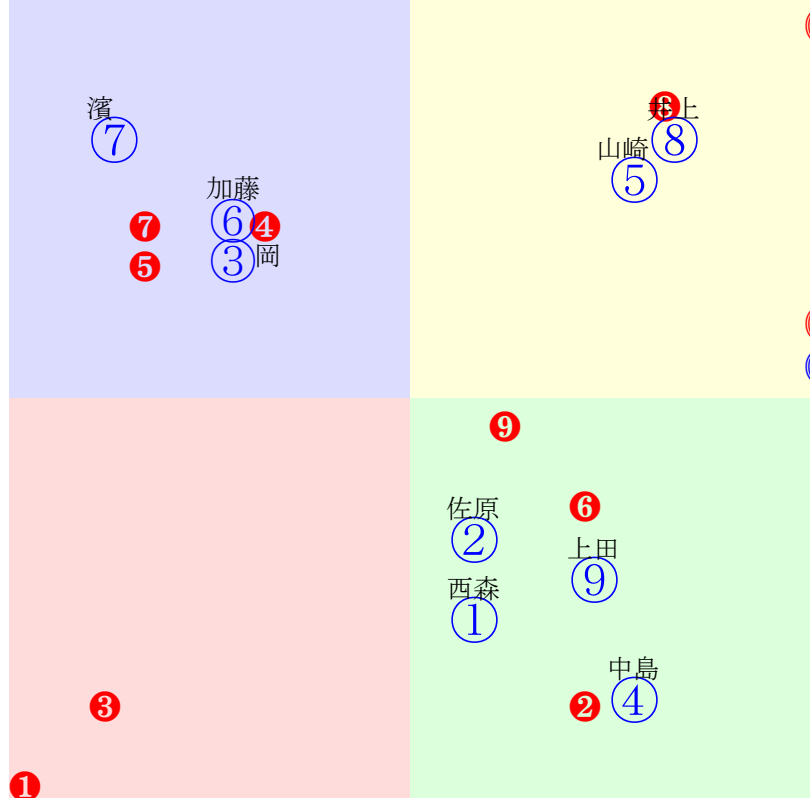 濱
⑦
加藤
⑥
❹
❼
③
岡
❺
井上
⑧
山崎
⑤
❾
佐原
②
❻
上田
⑨
西森
①
中島
④
❷
❸
❶